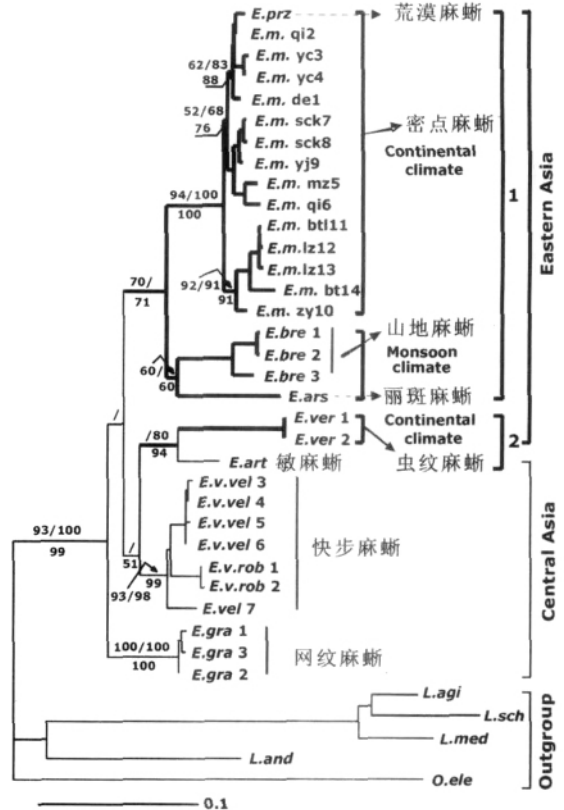 E.prz 荒漠麻蜥
E.m. qi2
62/83
E.m. yc3
88
E.m. yc4
E.m. de1
52/68
E.m. sck7
76
密点麻蜥
E.m. sck8
Continental
E.m. yj9
climate
E.m. mz5
94/100
1
100
E.m. qi6
Eastern Asia
E.m. btl11
E.m.lz12
E.m.lz13
92/91
70/
E.m. bt14
71
91
E.m. zy10
E.bre 1
山地麻蜥
E.bre 2
Monsoon
climate
60/
E.bre 3
60
E.ars 丽斑麻蜥
/
E.ver 1
Continental
/80
climate
2
94
E.ver 2
E.art 敏麻蜥
虫纹麻蜥
E.v.vel 3
E.v.vel 4
93/100
E.v.vel 5
99
E.v.vel 6
快步麻蜥
/
51
E.v.rob 1
99
E.v.rob 2
93/98
E.vel 7
Central Asia
E.gra 1
100/100
E.gra 3
网纹麻蜥
100
E.gra 2
L.agi
L.sch
L.med
Outgroup
L.and
O.ele
0.1